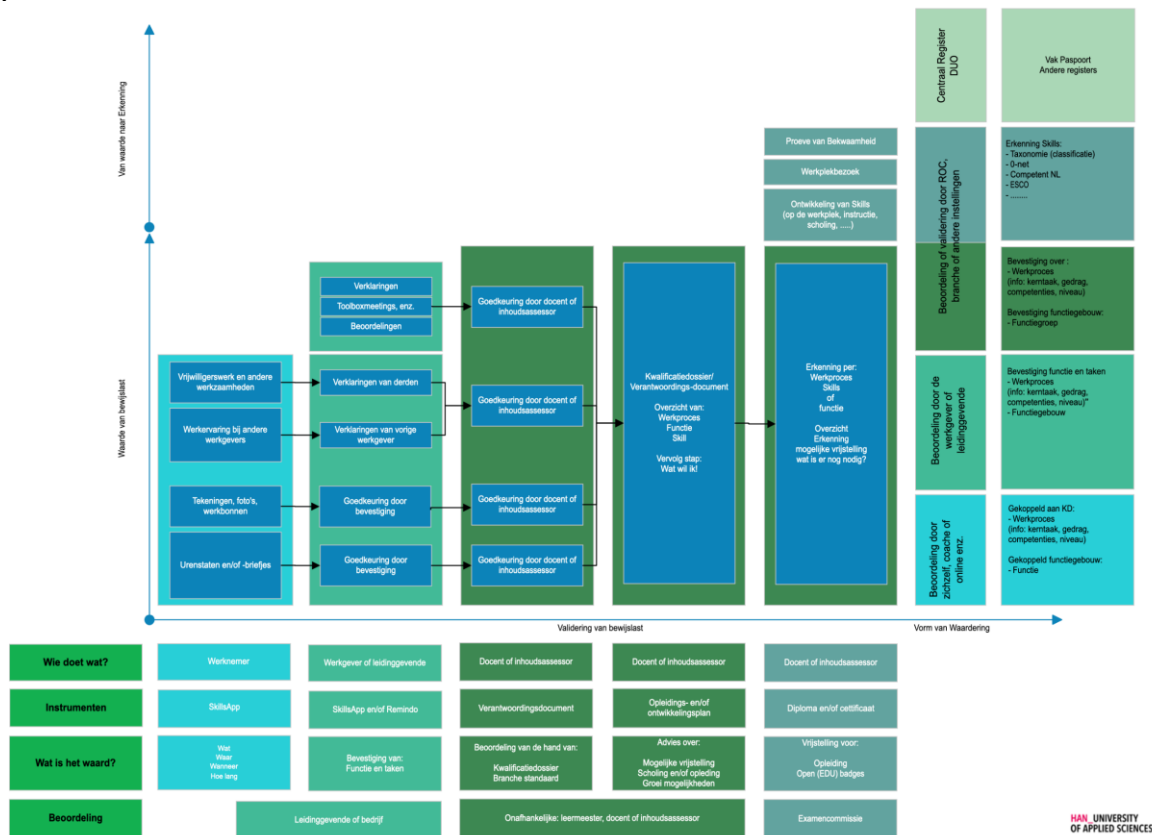 Van waarde naar Erkenning
Waarde van bewijslast
Centraal Register
DUO
Vak Paspoort
Andere registers
Proeve van Bekwaamheid
Werkplekbezoek
Ontwikkeling van Skills
(op de werkplek, instructie,
scholing, .....)
Beoordeling of validering door ROC,
branche of andere instellingen
Erkenning Skills:
- Taxonomie (classificatie)
- 0-net
- Competent NL
- ESCO
- .........
Bevestiging over :
- Werkproces
(info: kerntaak, gedrag,
competenties, niveau)
Bevestiging functiegebouw:
- Functiegroep
Verklaringen
Toolboxmeetings, enz.
Beoordelingen
Goedkeuring door docent of
inhoudsassessor
Vrijwilligerswerk en andere
werkzaamheden
Verklaringen van derden
Werkervaring bij andere
werkgevers
Verklaringen van vorige
werkgever
Goedkeuring door docent of
inhoudsassessor
Tekeningen, foto's,
werkbonnen
Goedkeuring door
bevestiging
Goedkeuring door docent of
inhoudsassessor
Urenstaten en/of -briefjes
Goedkeuring door
bevestiging
Goedkeuring door docent of
inhoudsassessor
Kwalificatiedossier/
Verantwoordings-document
Overzicht van:
Werkproces
Functie
Skill
Vervolg stap:
Wat wil ik!
Erkenning per:
Werkproces
Skills
of
functie
Overzicht
Erkenning
mogelijke vrijstelling
wat is er nog nodig?
Beoordeling door de
werkgever of
leidinggevende
Bevestiging functie en taken
- Werkproces
(info: kerntaak, gedrag,
competenties, niveau)"
- Functiegebouw
Beoordeling door
zichzelf, coache of
online enz.
Gekoppeld aan KD:
- Werkproces
(info: kerntaak, gedrag,
competenties, niveau)
Gekoppeld functiegebouw:
- Functie
Validering van bewijslast
Vorm van Waardering
Wie doet wat?
Werknemer
Werkgever of leidinggevende
Docent of inhoudsassessor
Docent of inhoudsassessor
Docent of inhoudsassessor
Instrumenten
SkillsApp
SkillsApp en/of Remindo
Verantwoordingsdocument
Opleidings- en/of
ontwikkelingsplan
Diploma en/of cettificaat
Wat is het waard?
Wat
Waar
Wanneer
Hoe lang
Bevestiging van:
Functie en taken
Beoordeling van de hand van:
Kwalificatiedossier
Branche standaard
Advies over:
Mogelijke vrijstelling
Scholing en/of opleding
Groei mogelijkheden
Vrijstelling voor:
Opleiding
Open (EDU) badges
Beoordeling
Leidinggevende of bedrijf
Onafhankelijke: leermeester, docent of inhoudsassessor
Examencommissie
HAN_UNIVERSITY
OF APPLIED SCIENCES